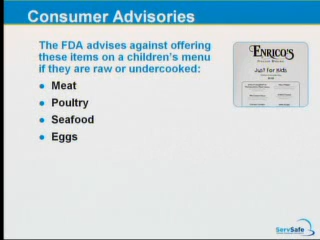 Consumer Advisories
The FDA advises against offering
these items on a children's menu
if they are raw or undercooked:
• Meat
• Poultry
• Seafood
• Eggs
ENRICO'S
Just For Kids
ServSafe